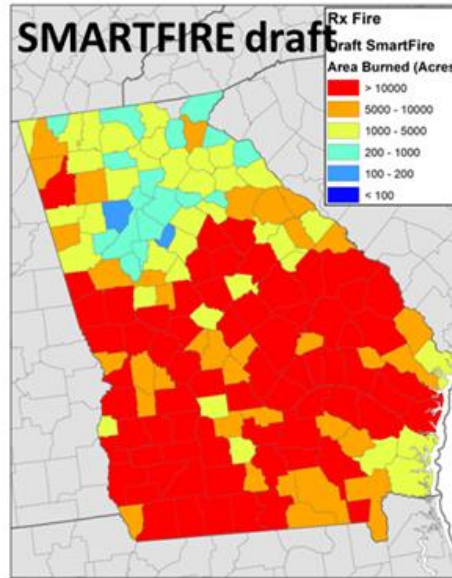 SMARTFIRE draft
Rx Fire
Draft SmartFire
Area Burned (Acres
> 10000
5000 - 10000
1000 - 5000
200 - 1000
100 - 200
< 100